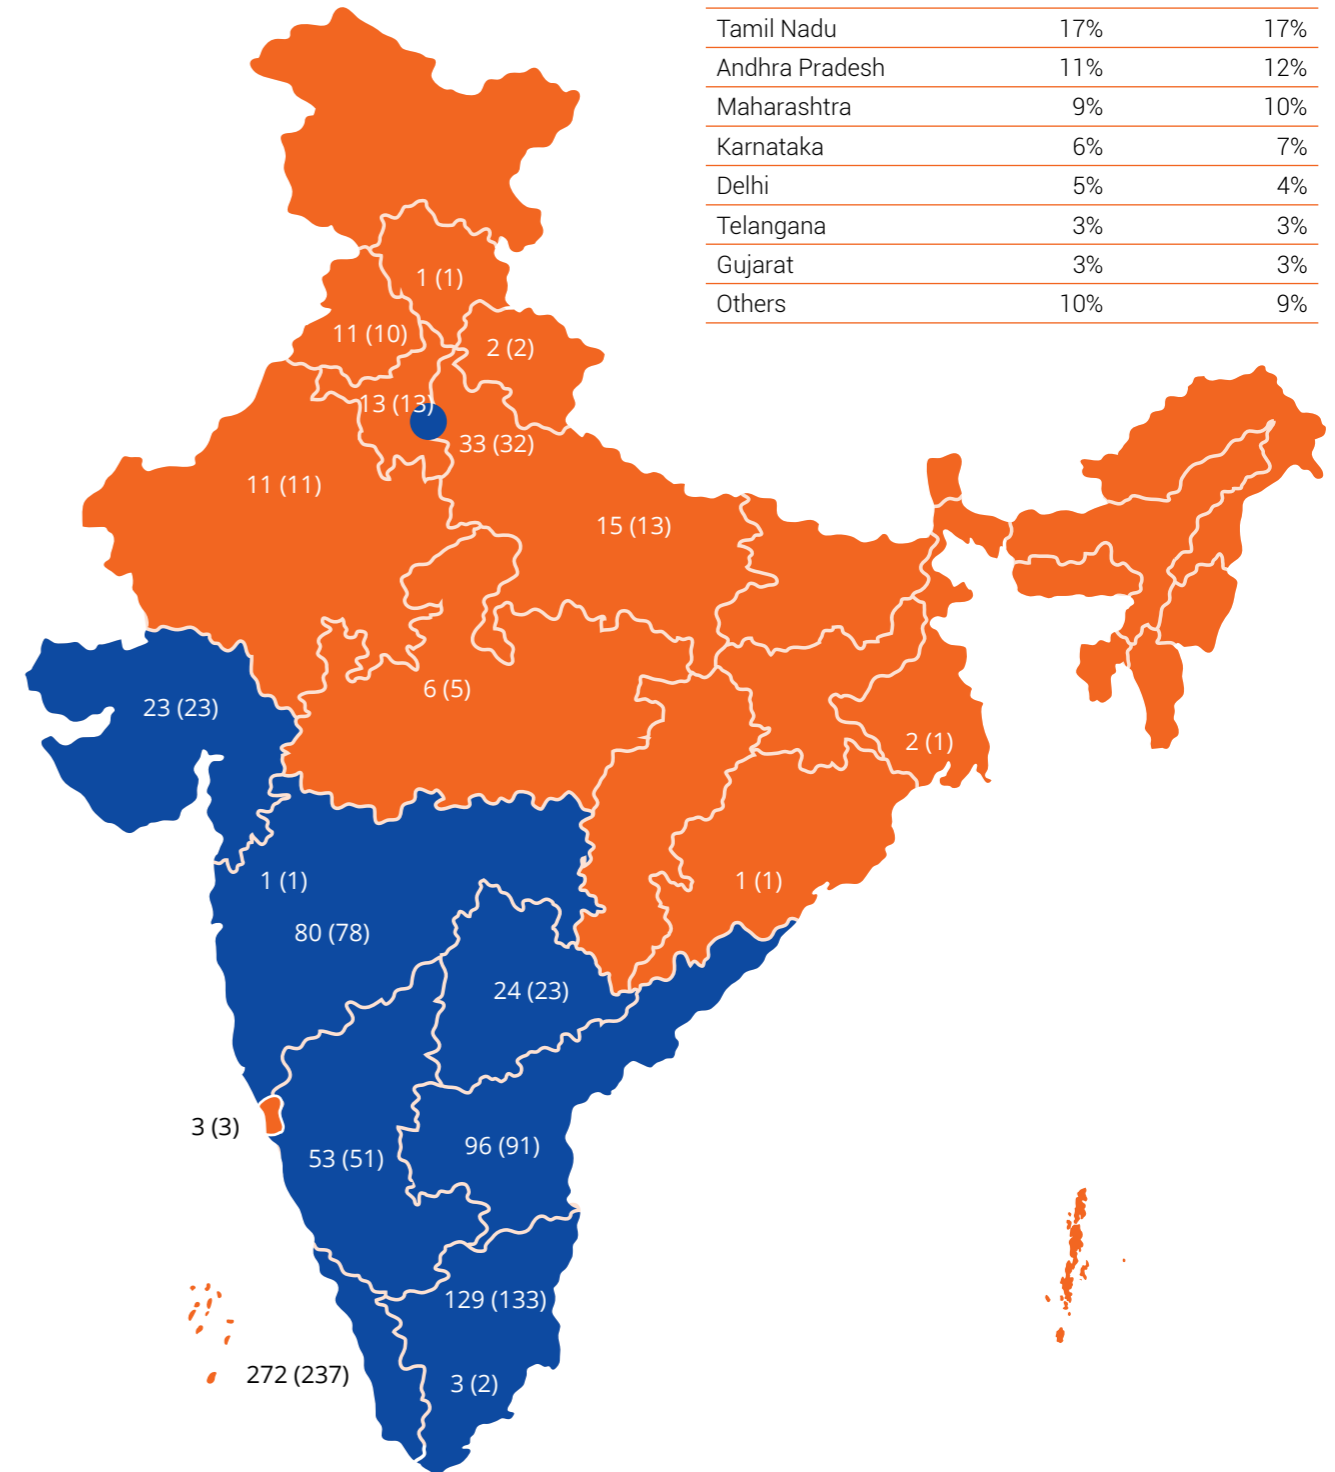 Tamil Nadu 17% 17%
Andhra Pradesh 11% 12%
Maharashtra 9% 10%
Karnataka 6% 7%
Delhi 5% 4%
Telangana 3% 3%
Gujarat 3% 3%
Others 10% 9%
1 (1)
11 (10)
2 (2)
13 (13)
33 (32)
11 (11)
15 (13)
6 (5)
23 (23)
2 (1)
1 (1)
1 (1)
80 (78)
24 (23)
3 (3)
96 (91)
53 (51)
129 (133)
272 (237)
3 (2)